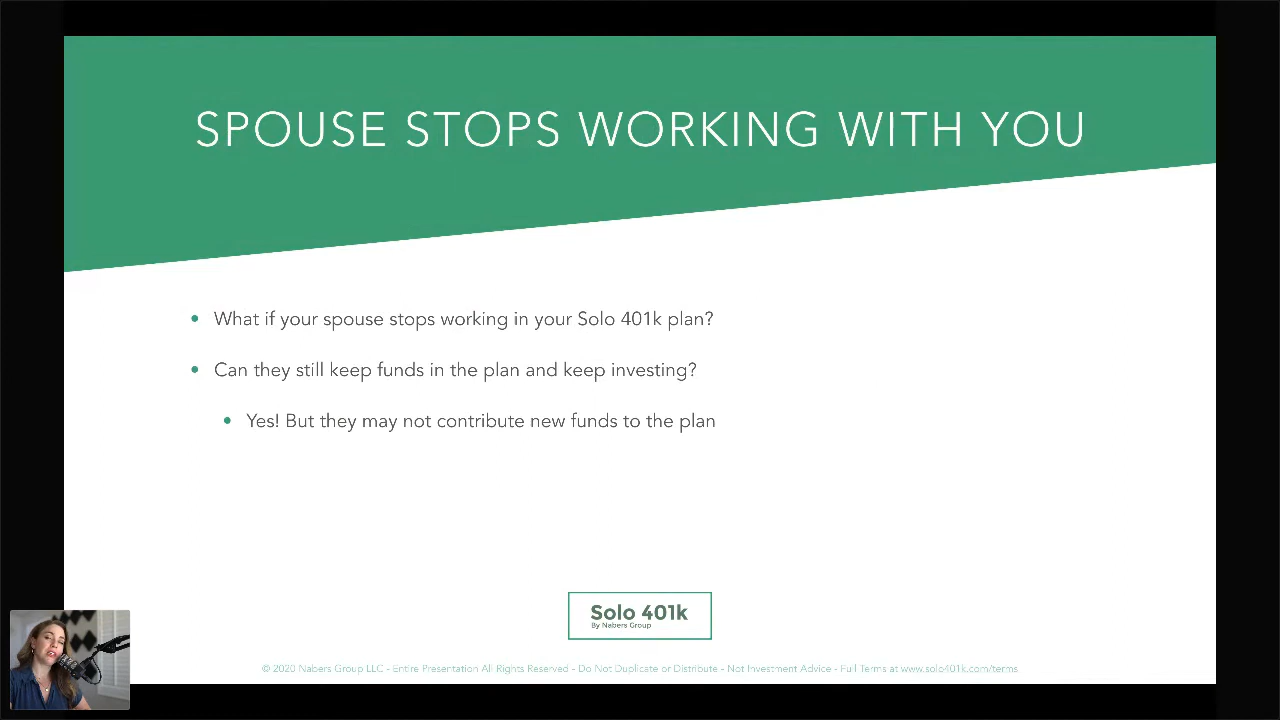 SPOUSE STOPS WORKING WITH YOU
What if your spouse stops working in your Solo 401k plan?
Can they still keep funds in the plan and keep investing?
Yes! But they may not contribute new funds to the plan
Solo 401k
By Nabers Group
© 2020 Nabers Group LLC - Entire Presentation All Rights Reserved - Do Not Duplicate or Distribute - Not Investment Advice - Full Terms at www.solo401k.com/terms